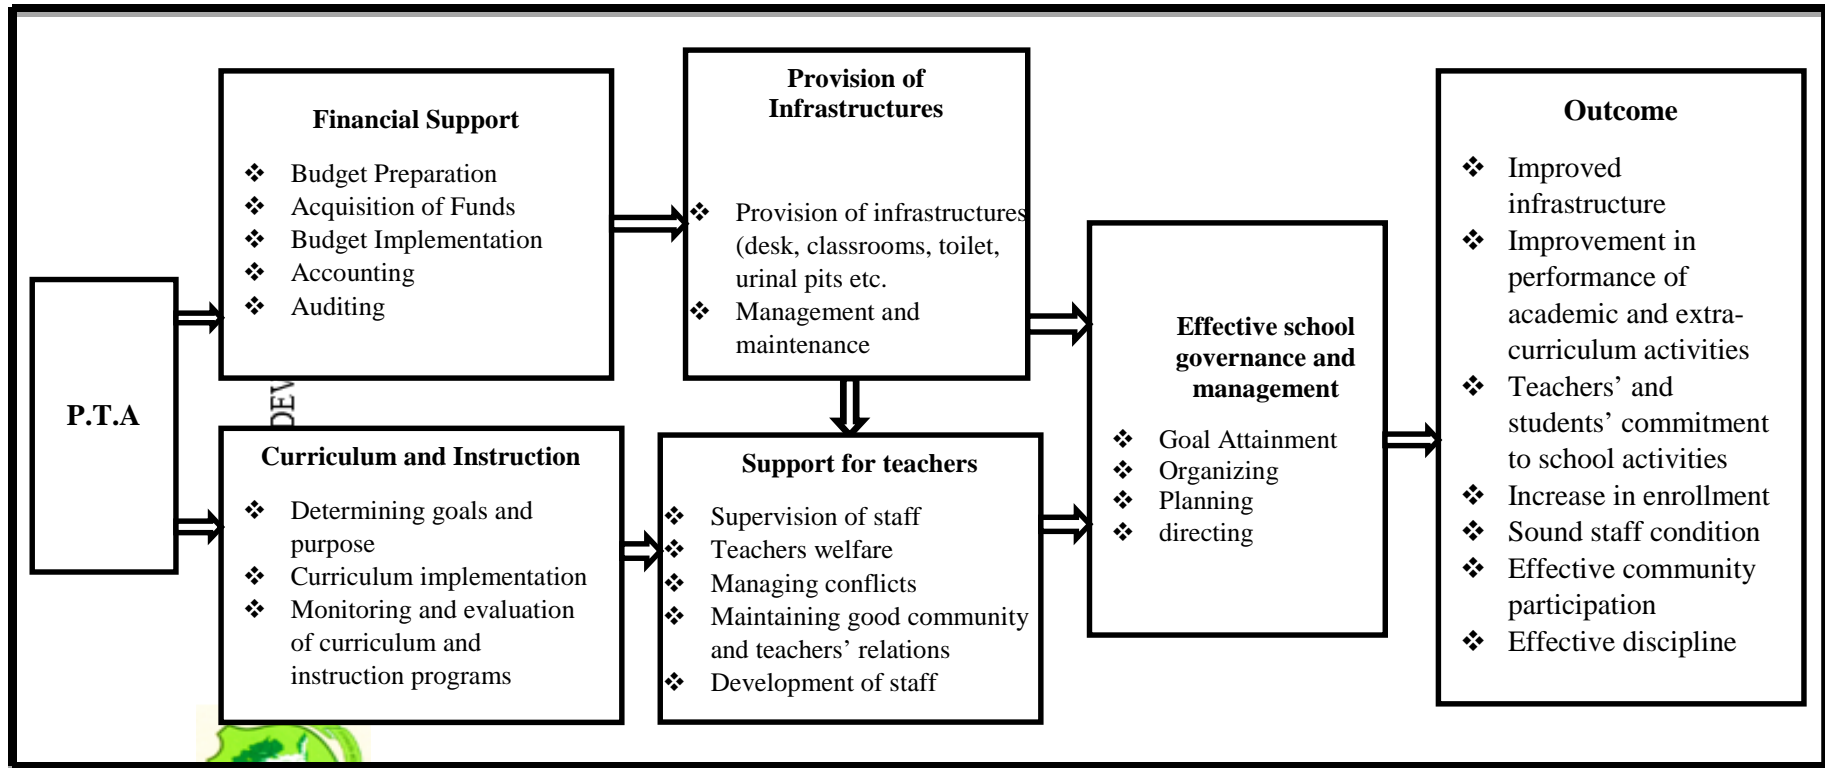 P.T.A
Financial Support
❖ Budget Preparation
❖ Acquisition of Funds
❖ Budget Implementation
❖ Accounting
❖ Auditing
DEV
Curriculum and Instruction
❖ Determining goals and
purpose
❖ Curriculum implementation
❖ Monitoring and evaluation
of curriculum and
instruction programs
Provision of
Infrastructures
❖ Provision of infrastructures
(desk, classrooms, toilet,
urinal pits etc.
❖ Management and
maintenance
Support for teachers
❖ Supervision of staff
❖ Teachers welfare
❖ Managing conflicts
❖ Maintaining good community
and teachers’ relations
❖ Development of staff
Effective school
governance and
management
❖ Goal Attainment
❖ Organizing
❖ Planning
❖ directing
Outcome
❖ Improved
infrastructure
❖ Improvement in
performance of
academic and extra-
curriculum activities
❖ Teachers’ and
students’ commitment
to school activities
❖ Increase in enrollment
❖ Sound staff condition
❖ Effective community
participation
❖ Effective discipline